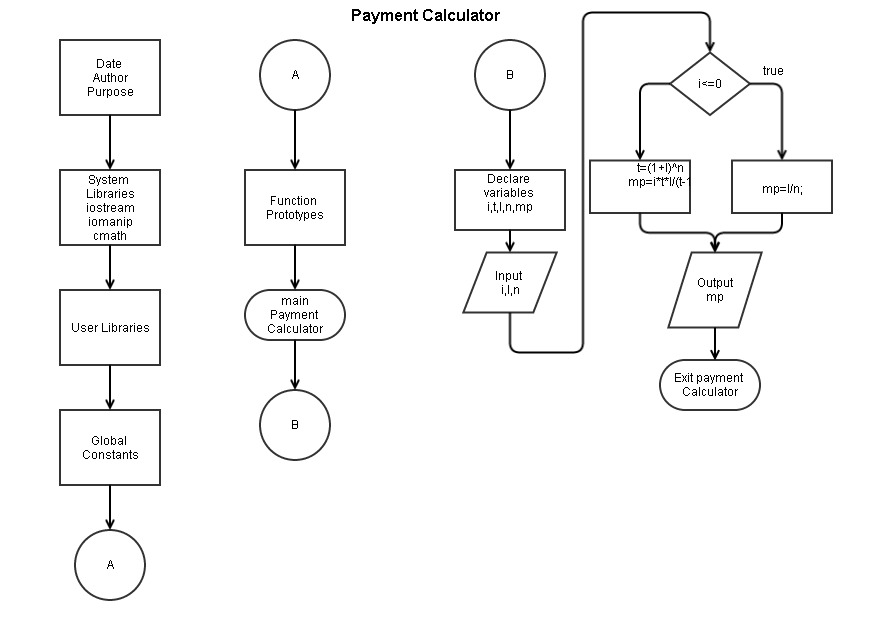 Payment Calculator
Date
Author
Purpose
System
Libraries
iostream
iomanip
cmath
User Libraries
Global
Constants
A
A
Function
Prototypes
main
Payment
Calculator
B
B
Declare
variables
i,t,l,n,mp
Input
i,l,n
i<=0
true
t=(1+l)^n
mp=i*t*l/(t-1
mp=l/n;
Output
mp
Exit payment
Calculator